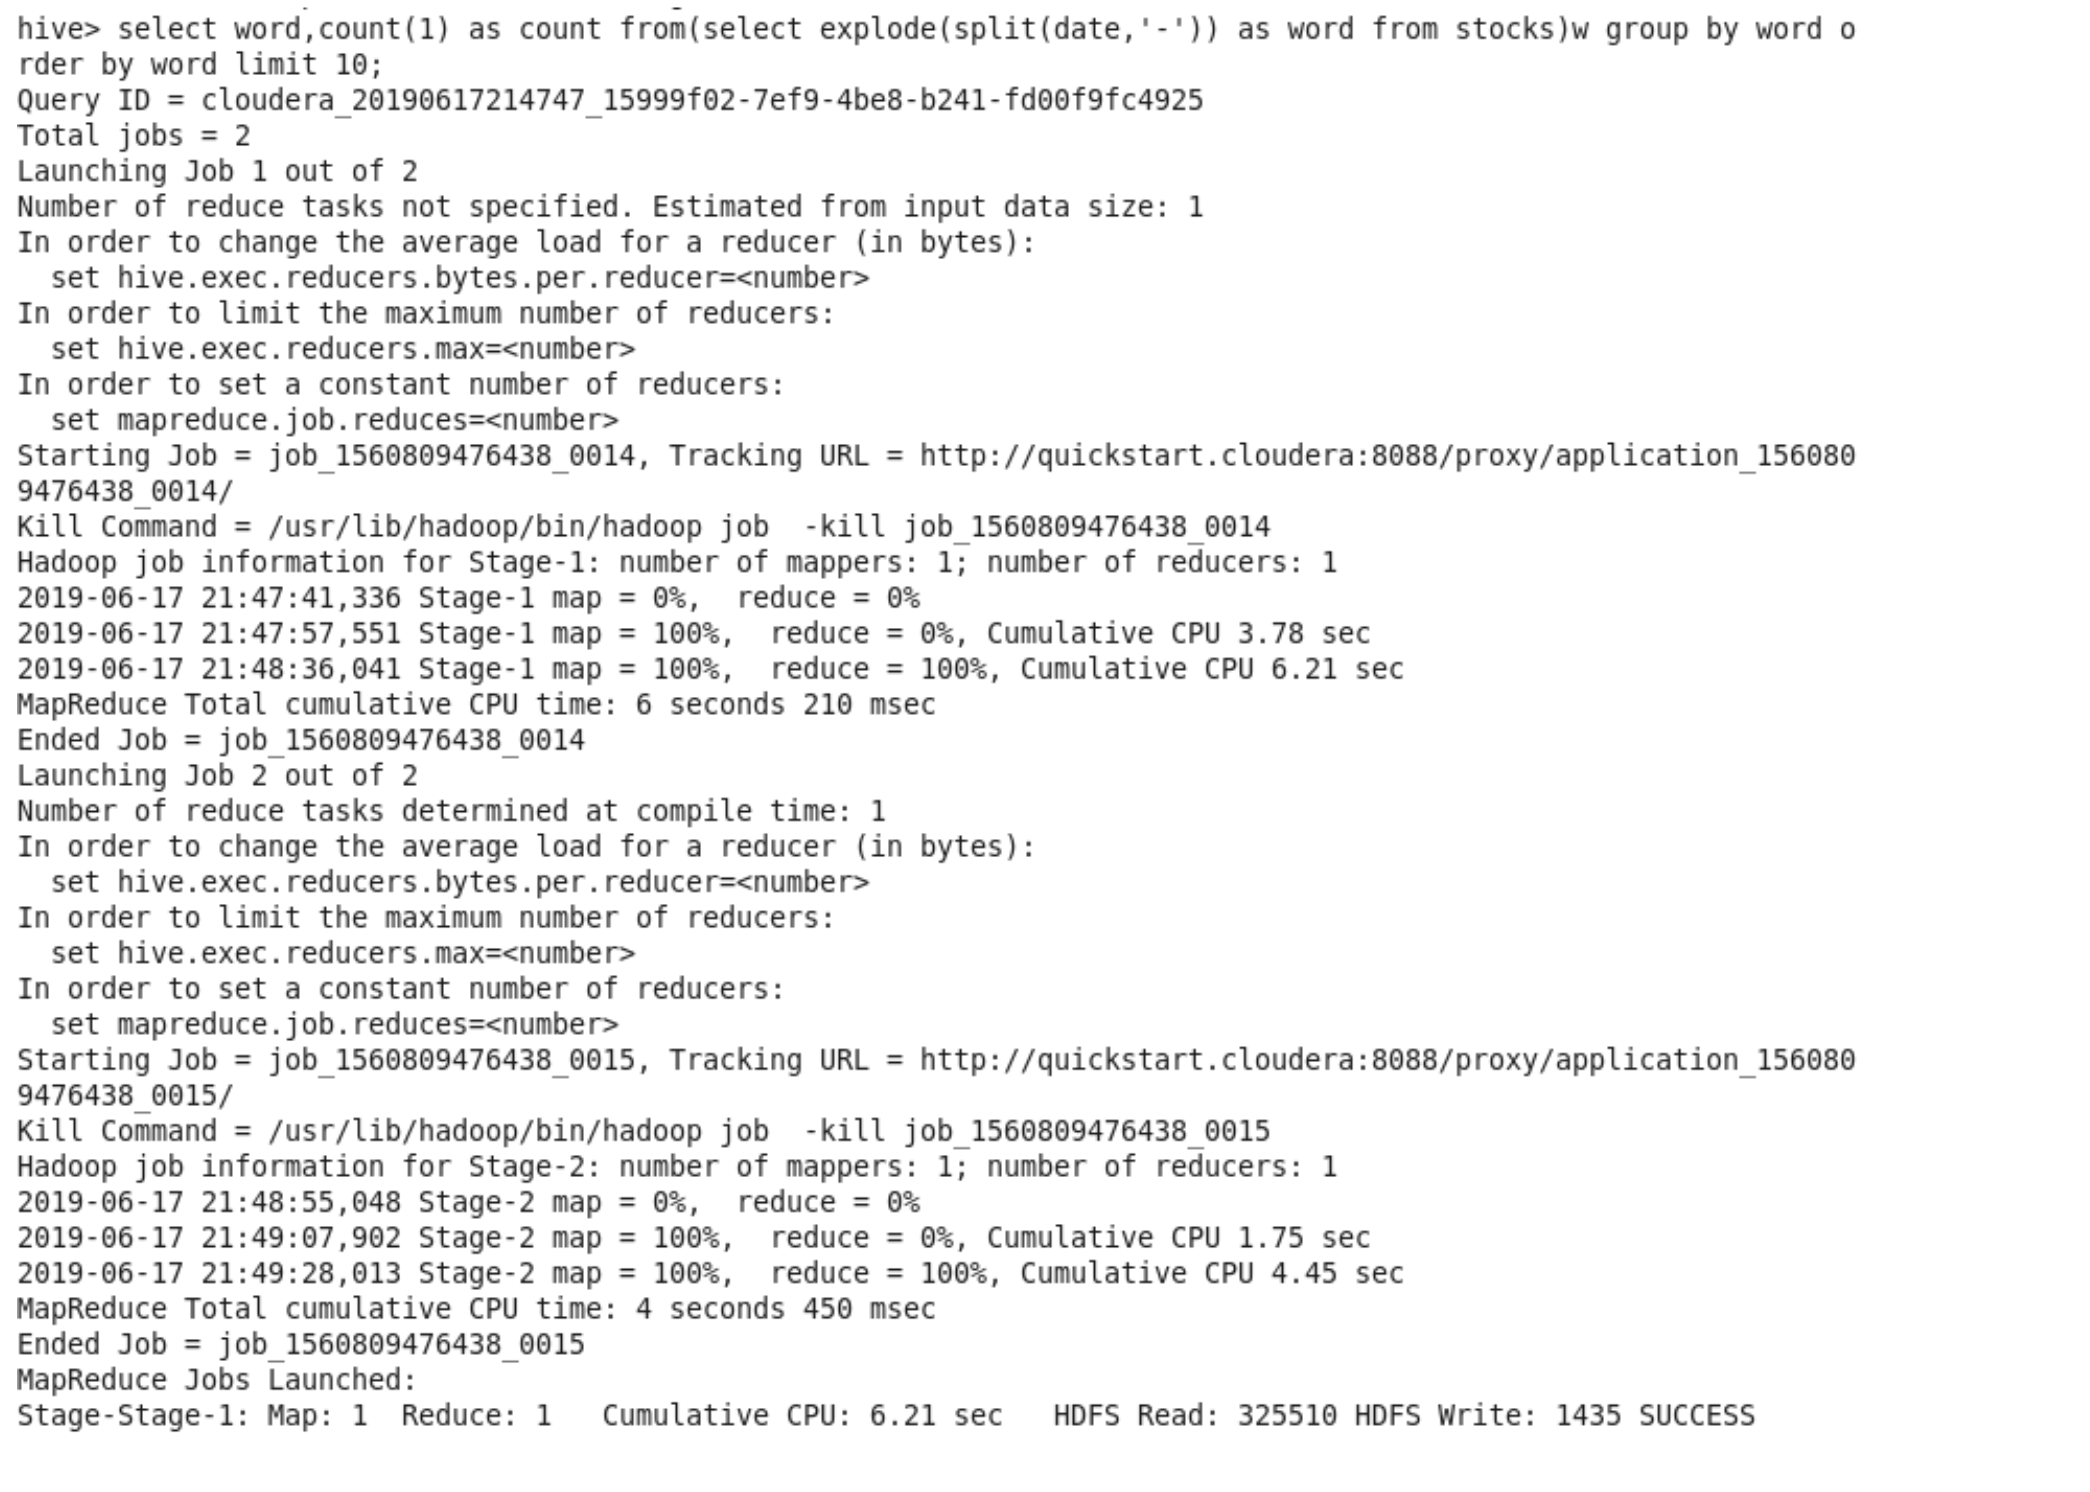 hive> select word,count(1) as count from(select explode(split(date,'-')) as word from stocks)w group by word o
rder by word limit 10;
Query ID = cloudera_20190617214747_15999f02-7ef9-4be8-b241-fd00f9fc4925
Total jobs = 2
Launching Job 1 out of 2
Number of reduce tasks not specified. Estimated from input data size: 1
In order to change the average load for a reducer (in bytes):
  set hive.exec.reducers.bytes.per.reducer=<number>
In order to limit the maximum number of reducers:
  set hive.exec.reducers.max=<number>
In order to set a constant number of reducers:
  set mapreduce.job.reduces=<number>
Starting Job = job_1560809476438_0014, Tracking URL = http://quickstart.cloudera:8088/proxy/application_156080
9476438_0014/
Kill Command = /usr/lib/hadoop/bin/hadoop job  -kill job_1560809476438_0014
Hadoop job information for Stage-1: number of mappers: 1; number of reducers: 1
2019-06-17 21:47:41,336 Stage-1 map = 0%,  reduce = 0%
2019-06-17 21:47:57,551 Stage-1 map = 100%,  reduce = 0%, Cumulative CPU 3.78 sec
2019-06-17 21:48:36,041 Stage-1 map = 100%,  reduce = 100%, Cumulative CPU 6.21 sec
MapReduce Total cumulative CPU time: 6 seconds 210 msec
Ended Job = job_1560809476438_0014
Launching Job 2 out of 2
Number of reduce tasks determined at compile time: 1
In order to change the average load for a reducer (in bytes):
  set hive.exec.reducers.bytes.per.reducer=<number>
In order to limit the maximum number of reducers:
  set hive.exec.reducers.max=<number>
In order to set a constant number of reducers:
  set mapreduce.job.reduces=<number>
Starting Job = job_1560809476438_0015, Tracking URL = http://quickstart.cloudera:8088/proxy/application_156080
9476438_0015/
Kill Command = /usr/lib/hadoop/bin/hadoop job  -kill job_1560809476438_0015
Hadoop job information for Stage-2: number of mappers: 1; number of reducers: 1
2019-06-17 21:48:55,048 Stage-2 map = 0%,  reduce = 0%
2019-06-17 21:49:07,902 Stage-2 map = 100%,  reduce = 0%, Cumulative CPU 1.75 sec
2019-06-17 21:49:28,013 Stage-2 map = 100%,  reduce = 100%, Cumulative CPU 4.45 sec
MapReduce Total cumulative CPU time: 4 seconds 450 msec
Ended Job = job_1560809476438_0015
MapReduce Jobs Launched:
Stage-Stage-1: Map: 1  Reduce: 1   Cumulative CPU: 6.21 sec   HDFS Read: 325510 HDFS Write: 1435 SUCCESS